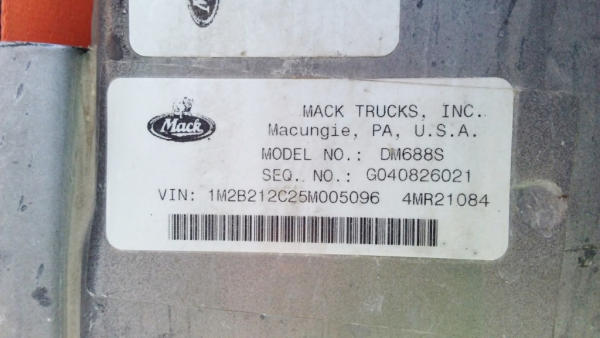 Mack
MACK TRUCKS, INC.
Macungie, PA, U.S.A.
MODEL NO.: DM688S
SEQ. NO.: G040826021
VIN: 1M2B212C25M005096 4MR21084